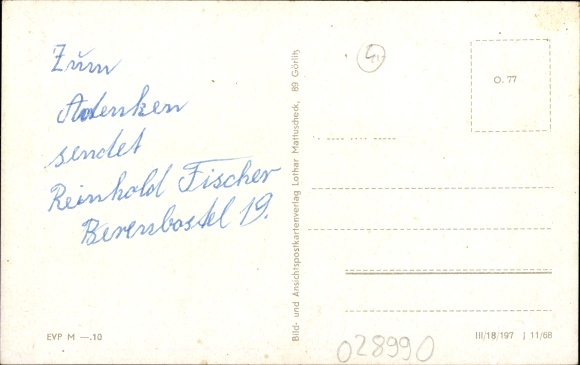 Zum
Adenken
sendet
Reinhold Fischer
Berenbostel 19.
EVP M —.10
Bild- und Ansichtspostkartenverlag Lothar Mattuscheck, 89 Görlitz
O. 77
III/18/197 J 11/68
028990